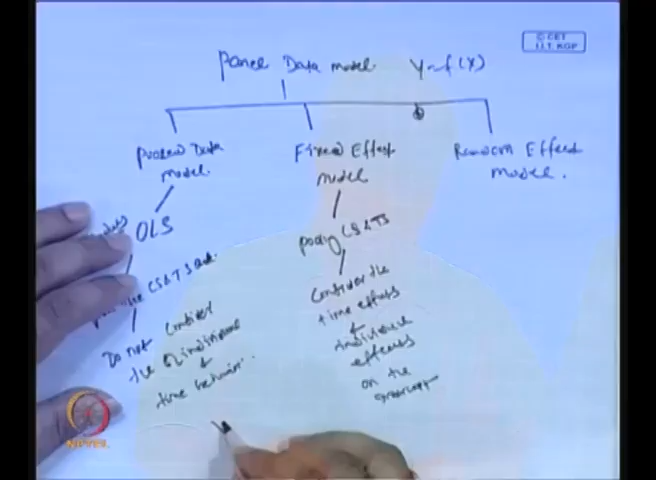 © CET
I.I.T. KGP
Panel Data model Y = f(X)
Pooled Data
model.
Fixed Effect
model
Random Effect
model.
OLS
pooling CS & TS
CS & TS data.
Consider the
time effects
+
individual
effects
on the
intercept
Do not consider
the individual
+
time behavior.
NPTEL